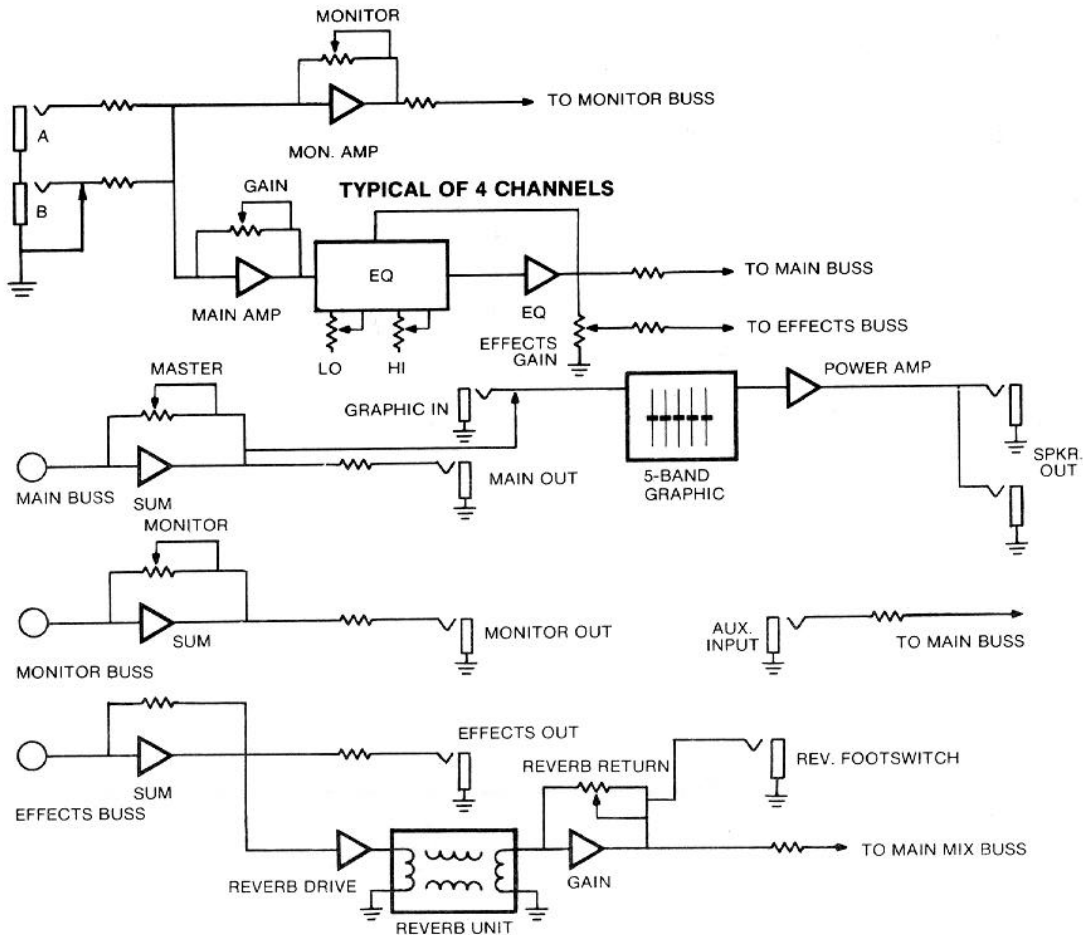 MONITOR
TO MONITOR BUSS
A
MON. AMP
TYPICAL OF 4 CHANNELS
GAIN
B
EQ
TO MAIN BUSS
MAIN AMP
EQ
LO
HI
EFFECTS
GAIN
TO EFFECTS BUSS
MASTER
POWER AMP
GRAPHIC IN
MAIN OUT
SPKR.
OUT
MAIN BUSS
SUM
5-BAND
GRAPHIC
MONITOR
SUM
MONITOR OUT
AUX.
INPUT
TO MAIN BUSS
MONITOR BUSS
EFFECTS OUT
REVERB RETURN
REV. FOOTSWITCH
SUM
EFFECTS BUSS
REVERB DRIVE
GAIN
TO MAIN MIX BUSS
REVERB UNIT